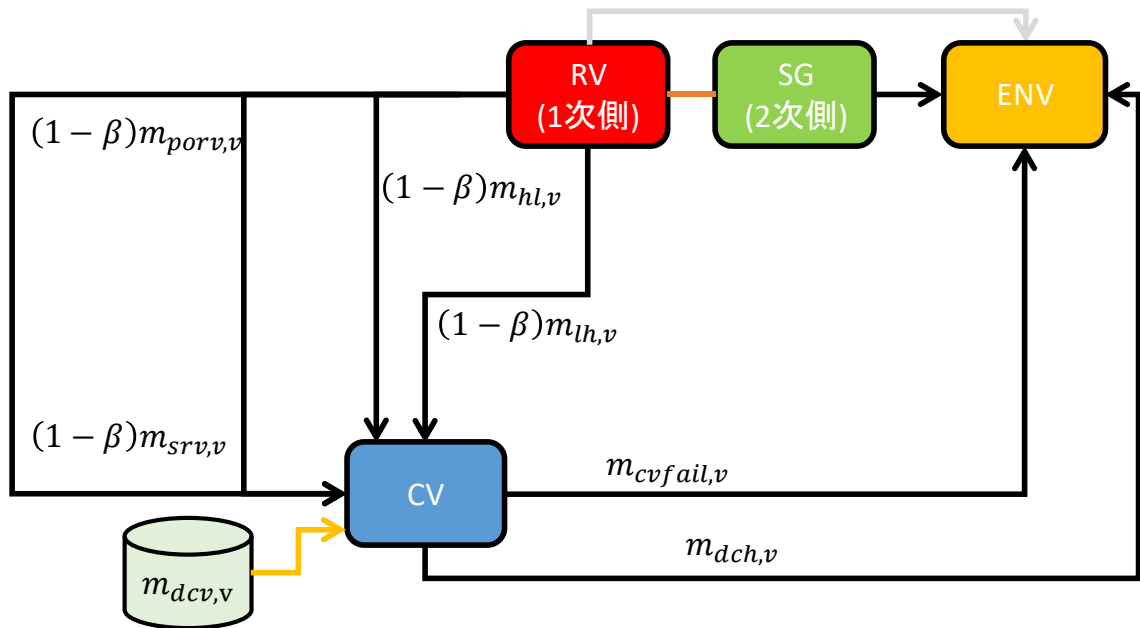 RV
(1次側)
SG
(2次側)
ENV
(1 − β)m_{porv,v}
(1 − β)m_{hl,v}
(1 − β)m_{lh,v}
(1 − β)m_{srv,v}
CV
m_{cvfail,v}
m_{dch,v}
m_{dcv,v}